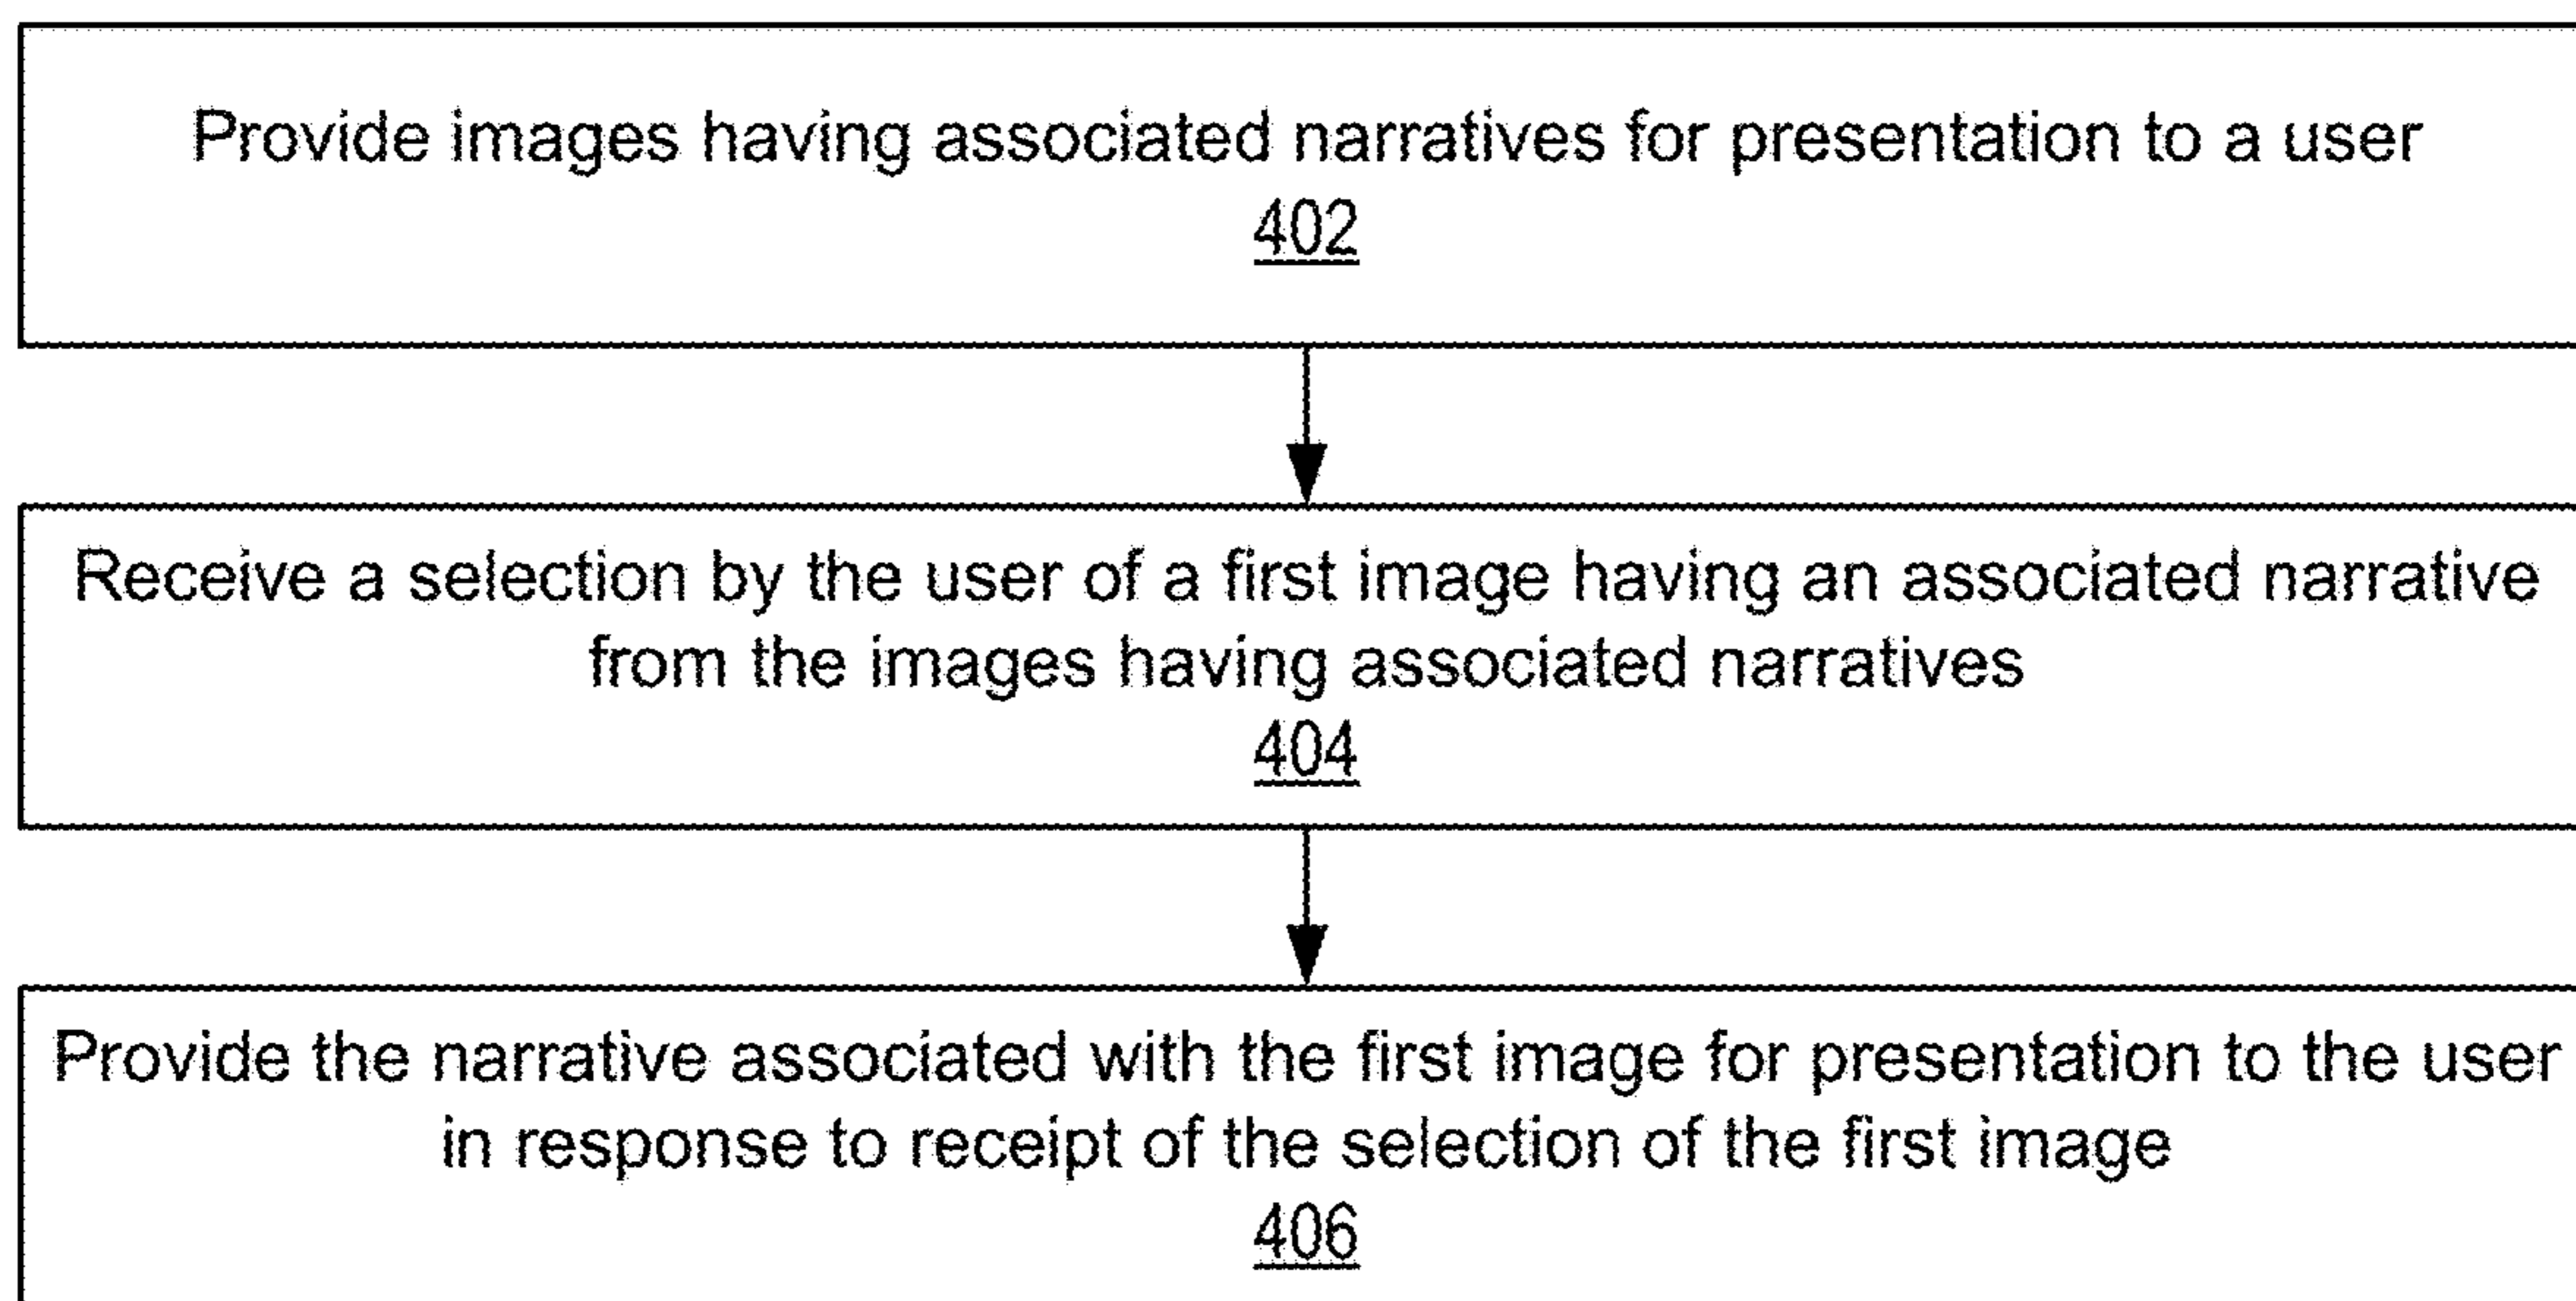 Provide images having associated narratives for presentation to a user
402
Receive a selection by the user of a first image having an associated narrative
from the images having associated narratives
404
Provide the narrative associated with the first image for presentation to the user
in response to receipt of the selection of the first image
406